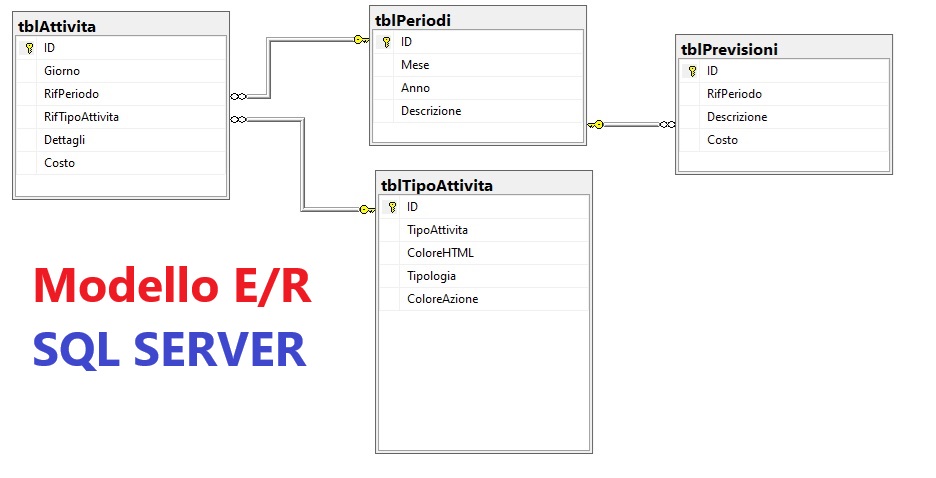 tblAttivita
ID
Giorno
RifPeriodo
RifTipoAttivita
Dettagli
Costo
tblPeriodi
ID
Mese
Anno
Descrizione
tblPrevisioni
ID
RifPeriodo
Descrizione
Costo
tblTipoAttivita
ID
TipoAttivita
ColoreHTML
Tipologia
ColoreAzione
Modello E/R
SQL SERVER